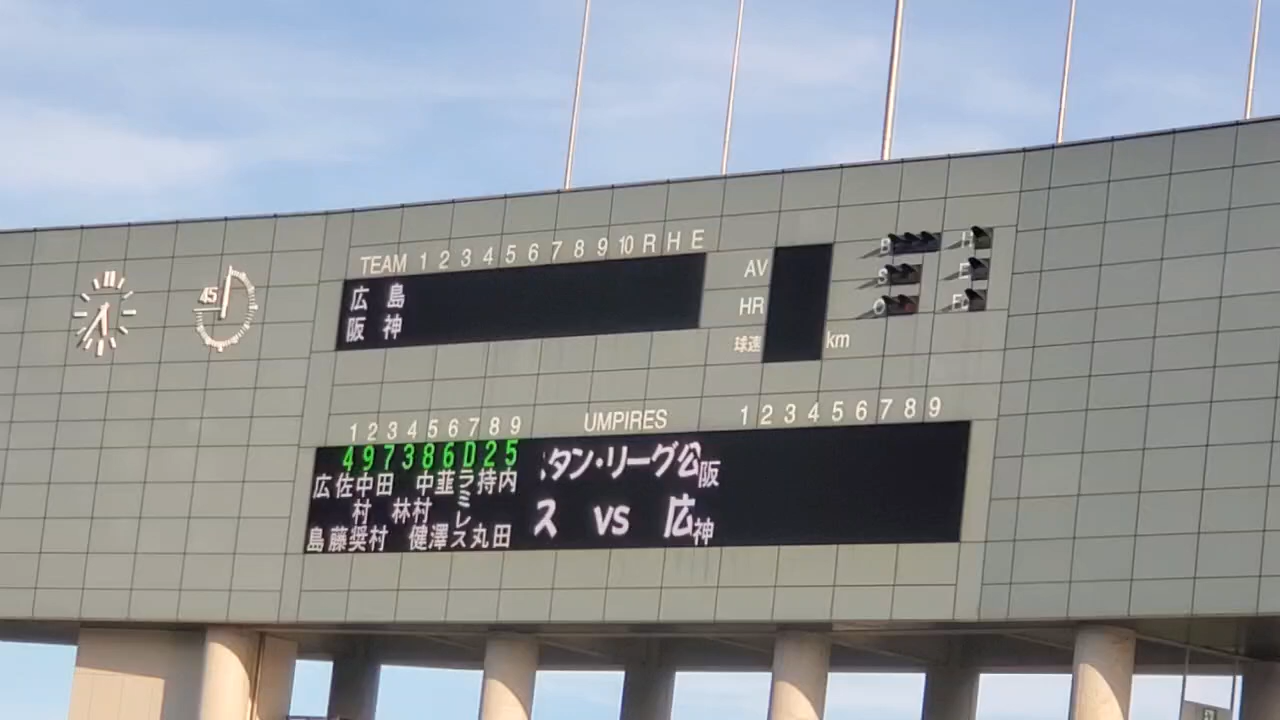 TEAM 1 2 3 4 5 6 7 8 9 10 R H E
広島
阪神
45
AV
HR
球速 km
B H
S E
O Fc
1 2 3 4 5 6 7 8 9 UMPIRES 1 2 3 4 5 6 7 8 9
4 9 7 3 8 6 D 2 5
広島
佐藤
中村奨
田村
林
中村健
韮澤
ラミレス
持丸
内田
タン・リーグ公
ス vs 広
阪神